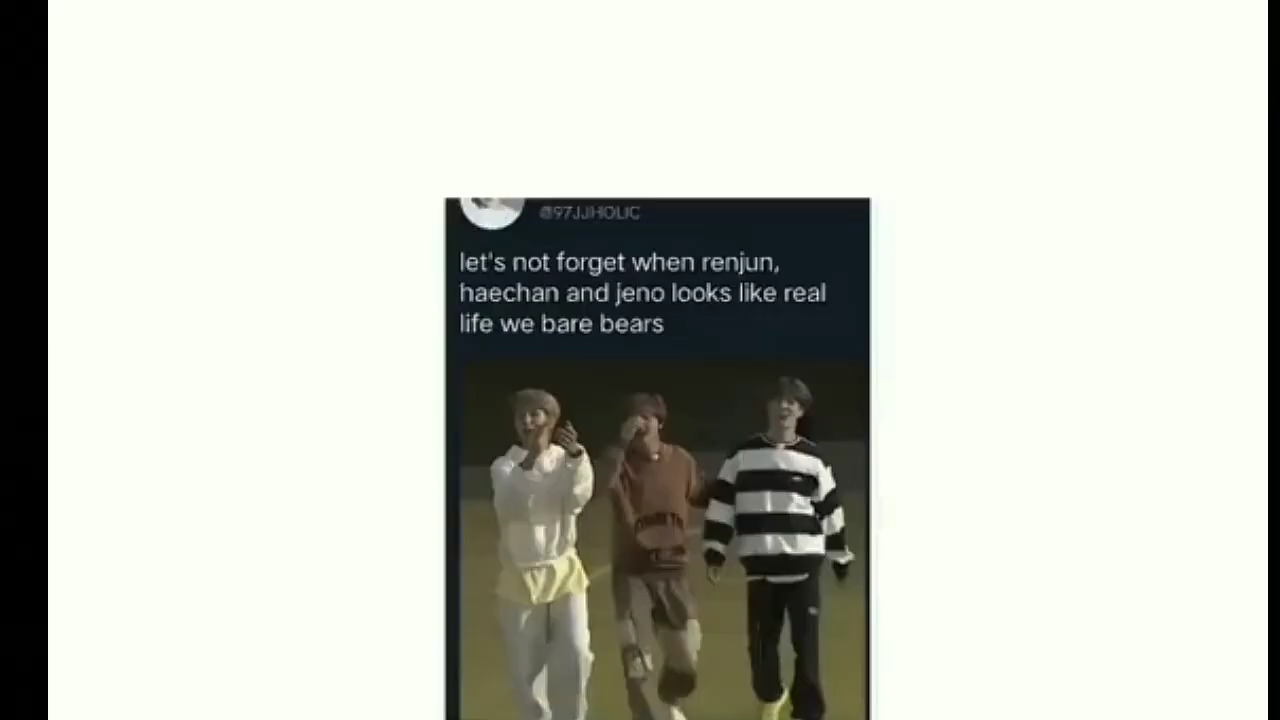 @97JJHOLIC
let's not forget when renjun,
haechan and jeno looks like real
life we bare bears